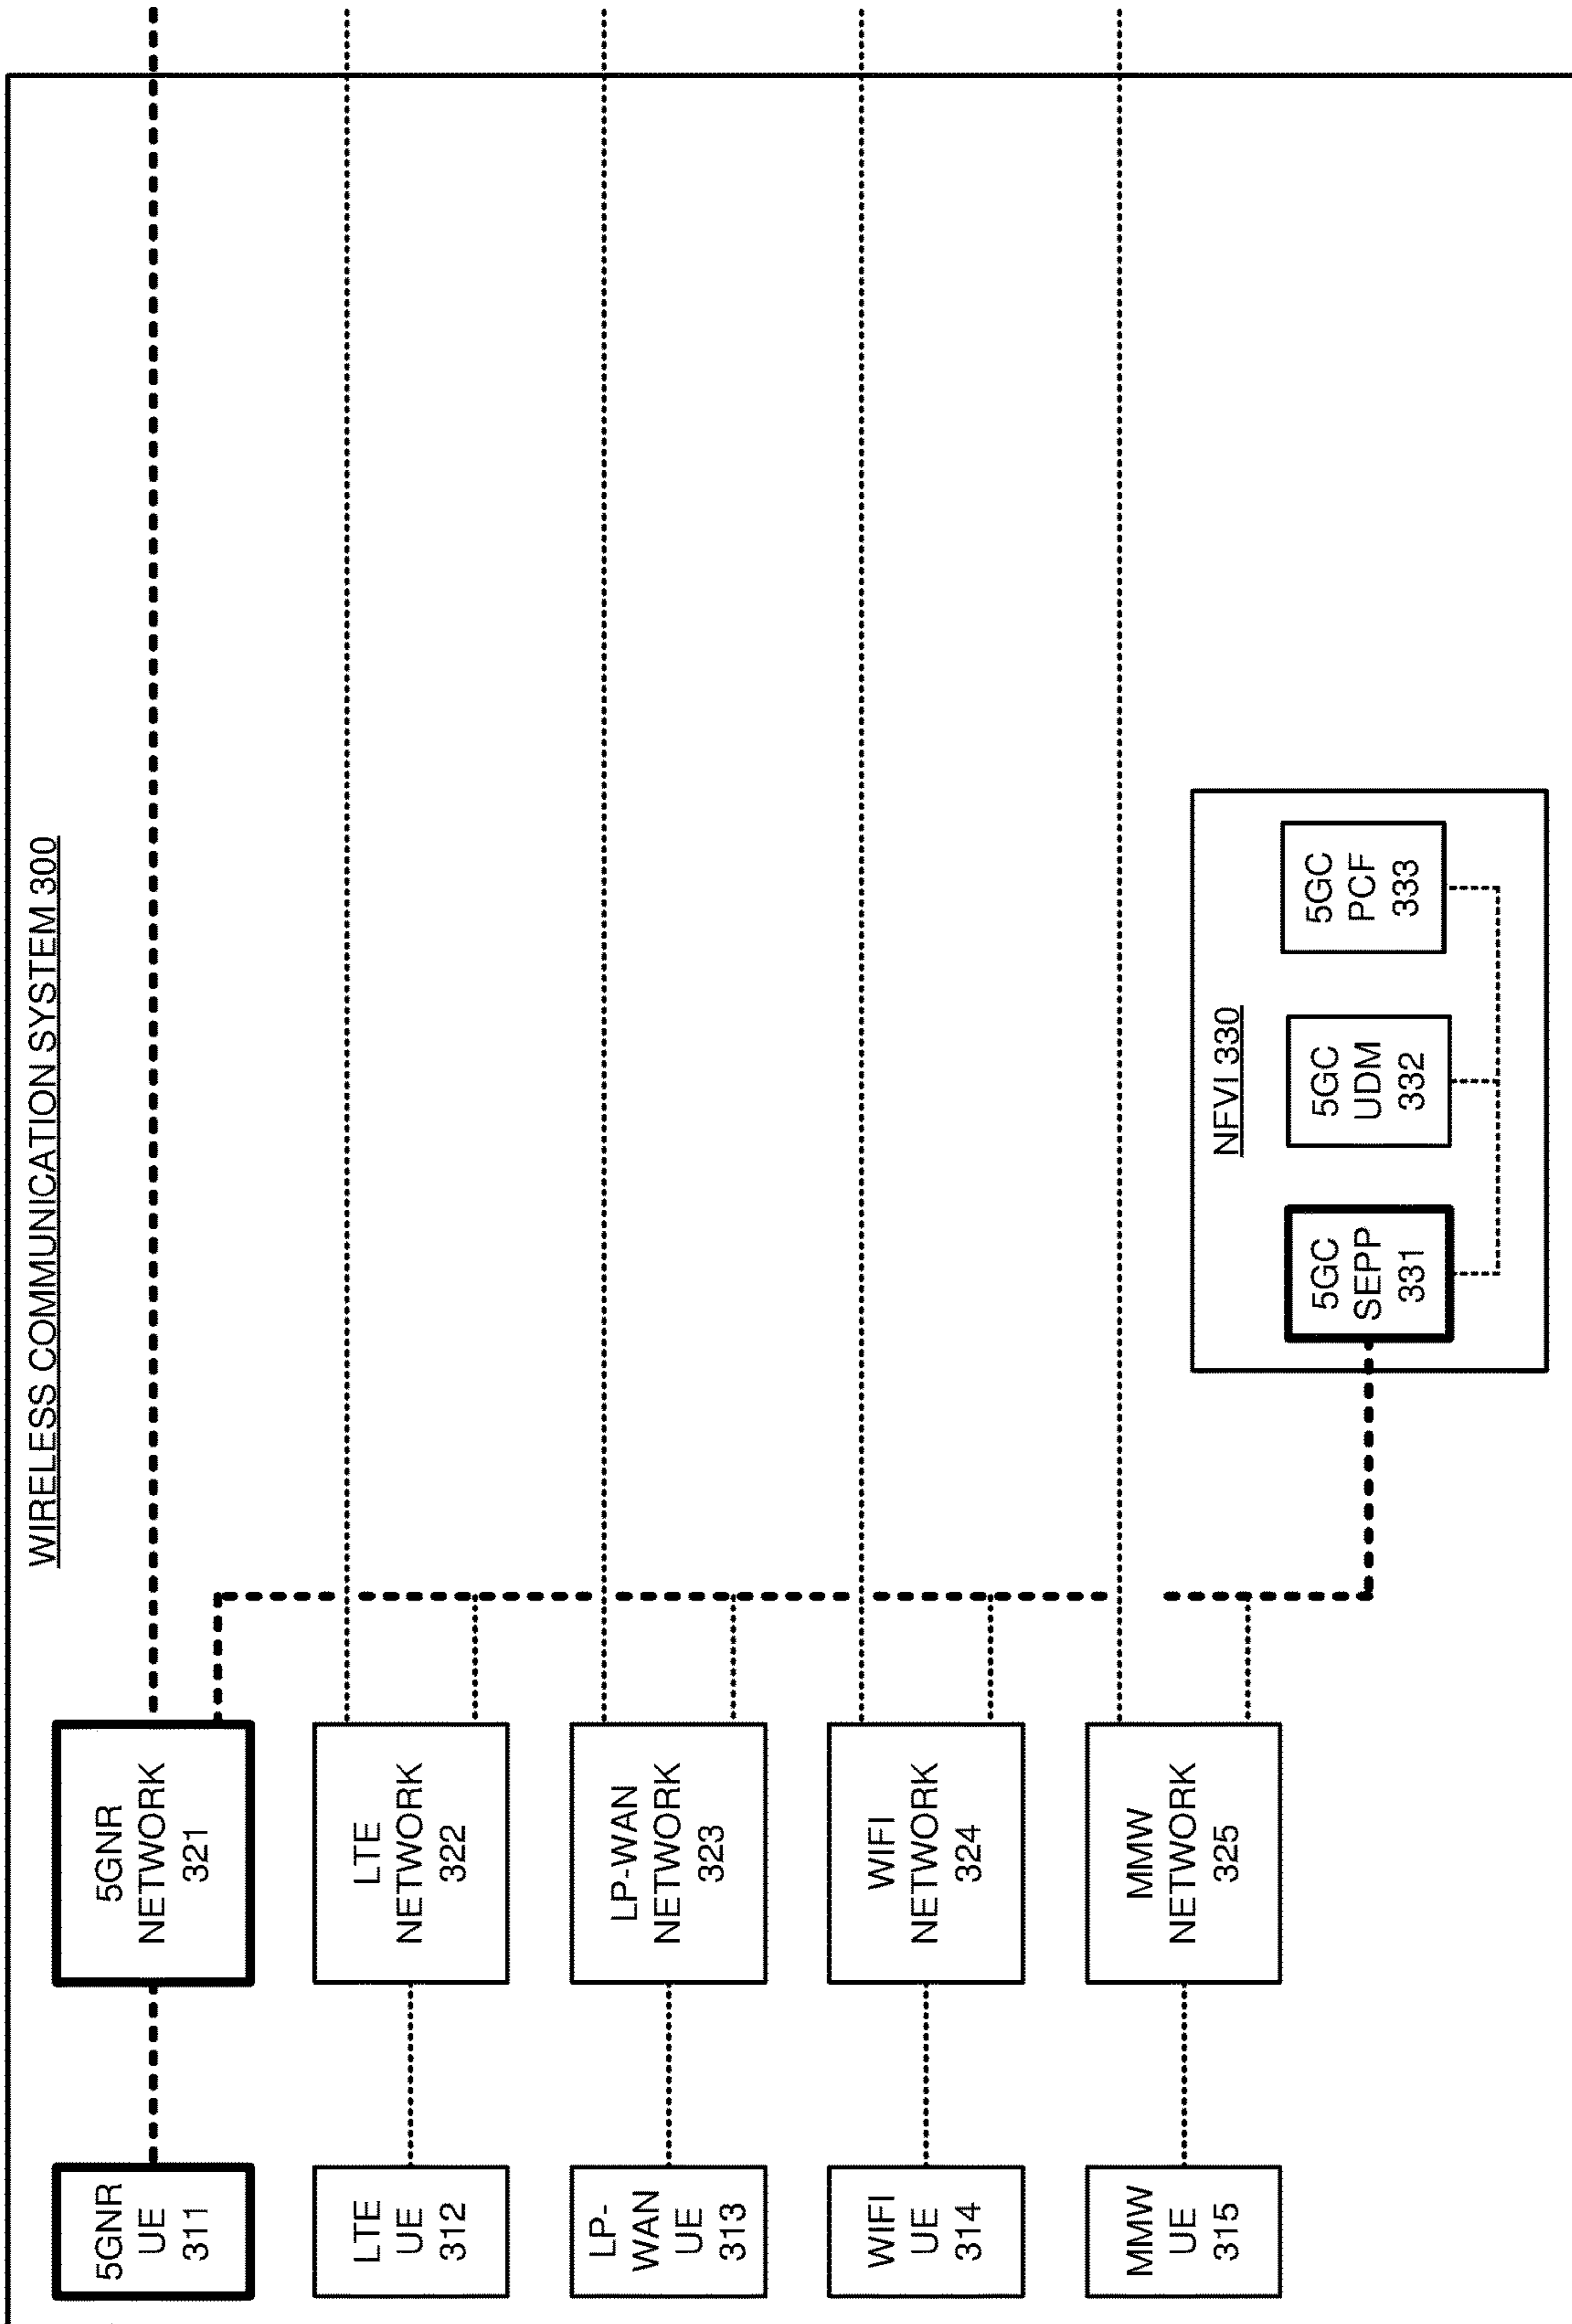 WIRELESS COMMUNICATION SYSTEM 300
5GNR
UE
311
5GNR
NETWORK
321
LTE
UE
312
LTE
NETWORK
322
LP-
WAN
UE
313
LP-WAN
NETWORK
323
WIFI
UE
314
WIFI
NETWORK
324
MMW
UE
315
MMW
NETWORK
325
NFVI 330
5GC
SEPP
331
5GC
UDM
332
5GC
PCF
333